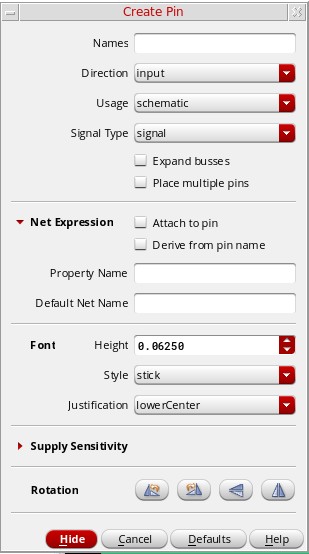 Create Pin
Names
Direction input
Usage schematic
Signal Type signal
Expand busses
Place multiple pins
Net Expression Attach to pin
Derive from pin name
Property Name
Default Net Name
Font Height 0.06250
Style stick
Justification lowerCenter
Supply Sensitivity
Rotation
Hide Cancel Defaults Help